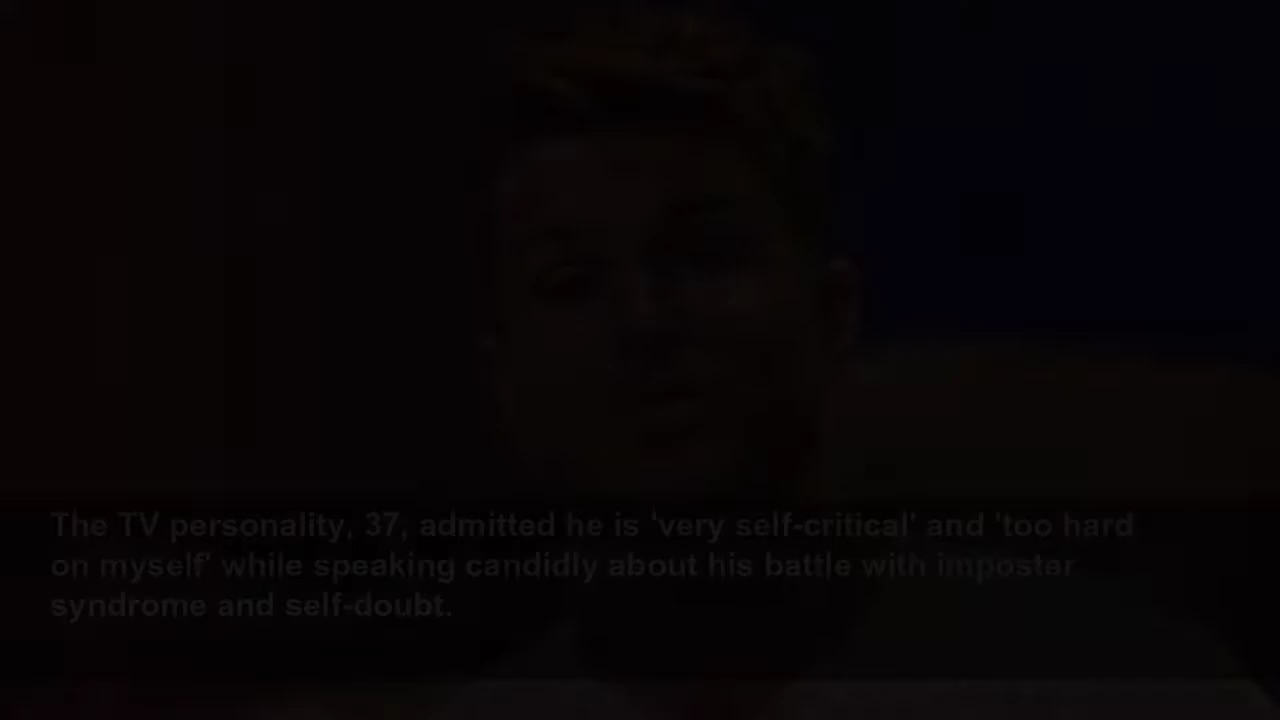 The TV personality, 37, admitted he is 'very self-critical' and 'too hard
on myself' while speaking candidly about his battle with imposter
syndrome and self-doubt.